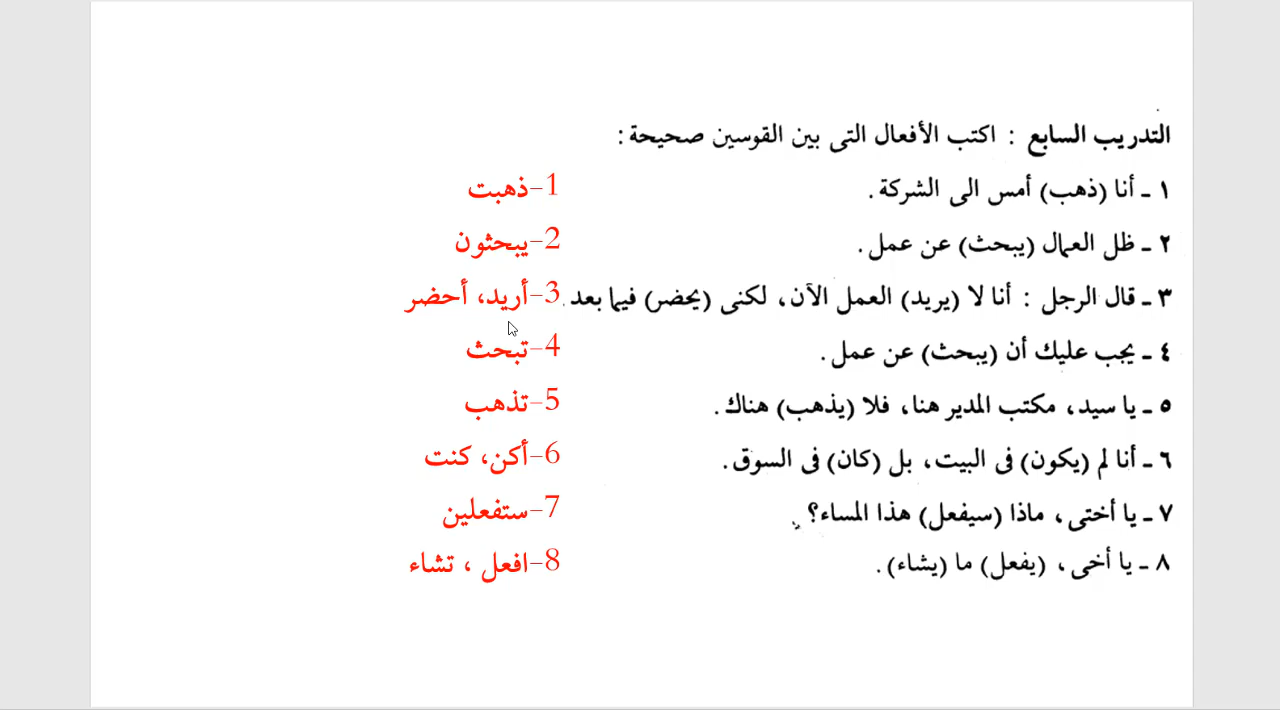 التدريب السابع : اكتب الأفعال التى بين القوسين صحيحة :
١ ـ أنا (ذهب) أمس الى الشركة .
1-ذهبت
٢ ـ ظل العمال (يبحث) عن عمل .
2-يبحثون
٣ ـ قال الرجل : أنا لا (يريد) العمل الآن، لكنى (يحضر) فيما بعد .
3-أريد، أحضر
٤ ـ يجب عليك أن (يبحث) عن عمل .
4-تبحث
٥ ـ يا سيد، مكتب المدير هنا، فلا (يذهب) هناك .
5-تذهب
٦ ـ أنا لم (يكون) فى البيت، بل (كان) فى السوق .
6-أكن، كنت
٧ ـ يا أختى، ماذا (سيفعل) هذا المساء؟
7-ستفعلين
٨ ـ يا أخى، (يفعل) ما (يشاء) .
8-افعل ، تشاء